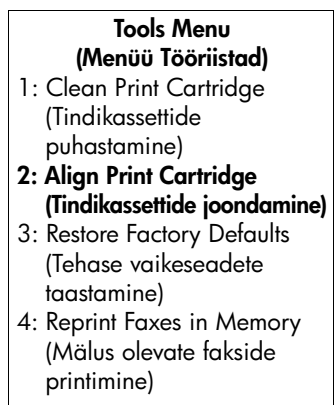 Tools Menu
(Menüü Tööriistad)
1: Clean Print Cartridge
(Tindikassettide
puhastamine)
2: Align Print Cartridge
(Tindikassettide joondamine)
3: Restore Factory Defaults
(Tehase vaikeseadete
taastamine)
4: Reprint Faxes in Memory
(Mälus olevate fakside
printimine)